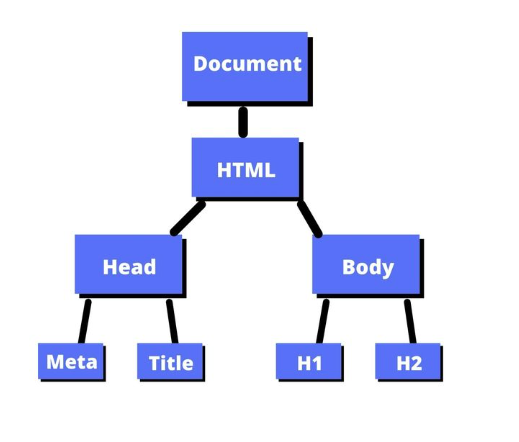 Document
HTML
Head
Body
Meta
Title
H1
H2